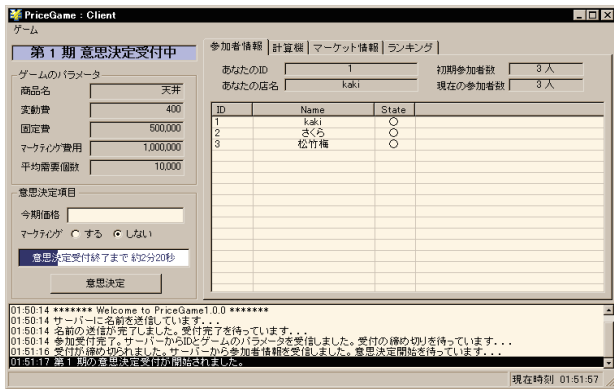 PriceGame : Client
ゲーム
第 1 期 意思決定受付中
ゲームのパラメータ
商品名 天丼
変動費 400
固定費 500,000
マーケティング費用 1,000,000
平均需要個数 10,000
意思決定項目
今期価格
マーケティング する しない
意思決定受付終了まで 約2分20秒
意思決定
参加者情報 計算機 マーケット情報 ランキング
あなたのID 1 初期参加者数 3 人
あなたの店名 kaki 現在の参加者数 3 人
ID Name State
1 kaki ○
2 さくら ○
3 松竹梅 ○
01:50:14 ******* Welcome to PriceGame1.0.0 *******
01:50:14 サーバーに名前を送信しています...
01:50:14 名前の送信が完了しました。受付完了を待っています...
01:50:14 参加受付完了。サーバーからIDとゲームのパラメータを受信しました。受付の締め切りを待っています...
01:51:16 受付が締め切られました。サーバーから参加者情報を受信しました。意思決定開始を待っています...
01:51:17 第 1 期の意思決定受付が開始されました。
現在時刻 01:51:57